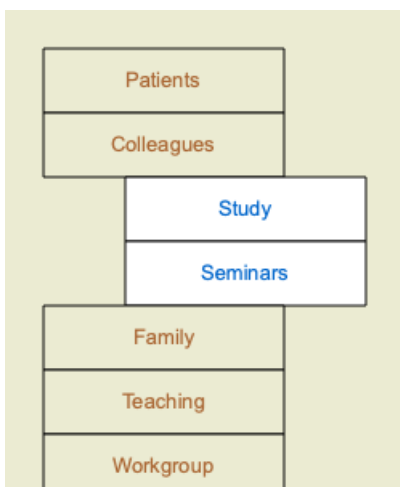 Patients
Colleagues
Study
Seminars
Family
Teaching
Workgroup